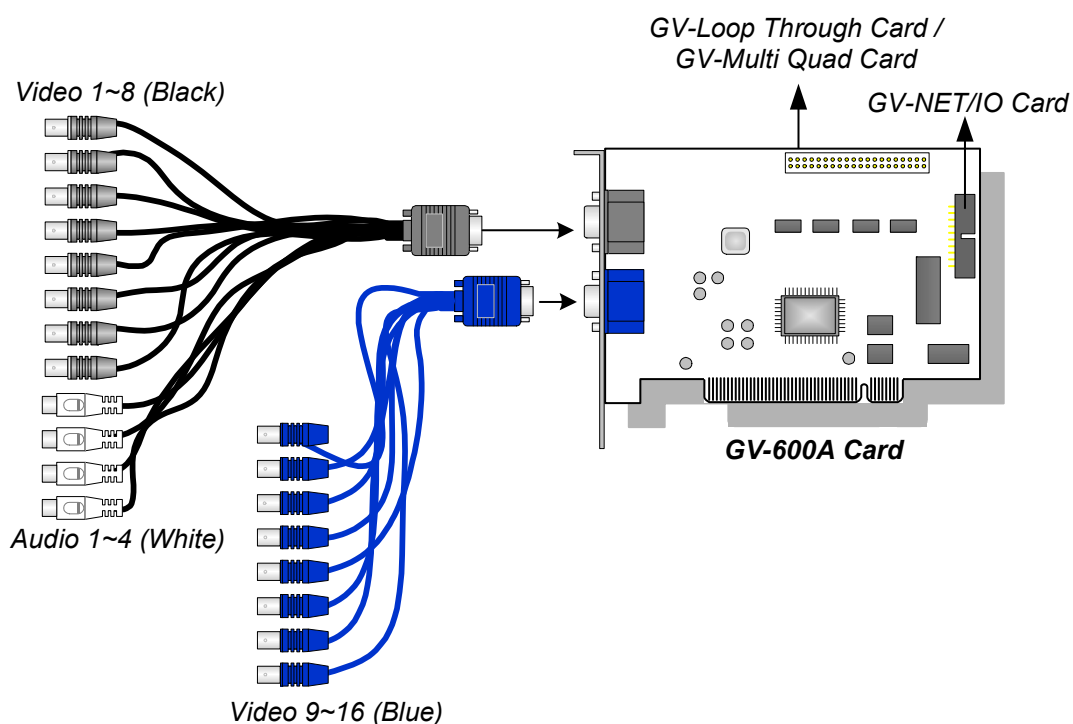 GV-Loop Through Card /
GV-Multi Quad Card
GV-NET/IO Card
Video 1~8 (Black)
GV-600A Card
Audio 1~4 (White)
Video 9~16 (Blue)